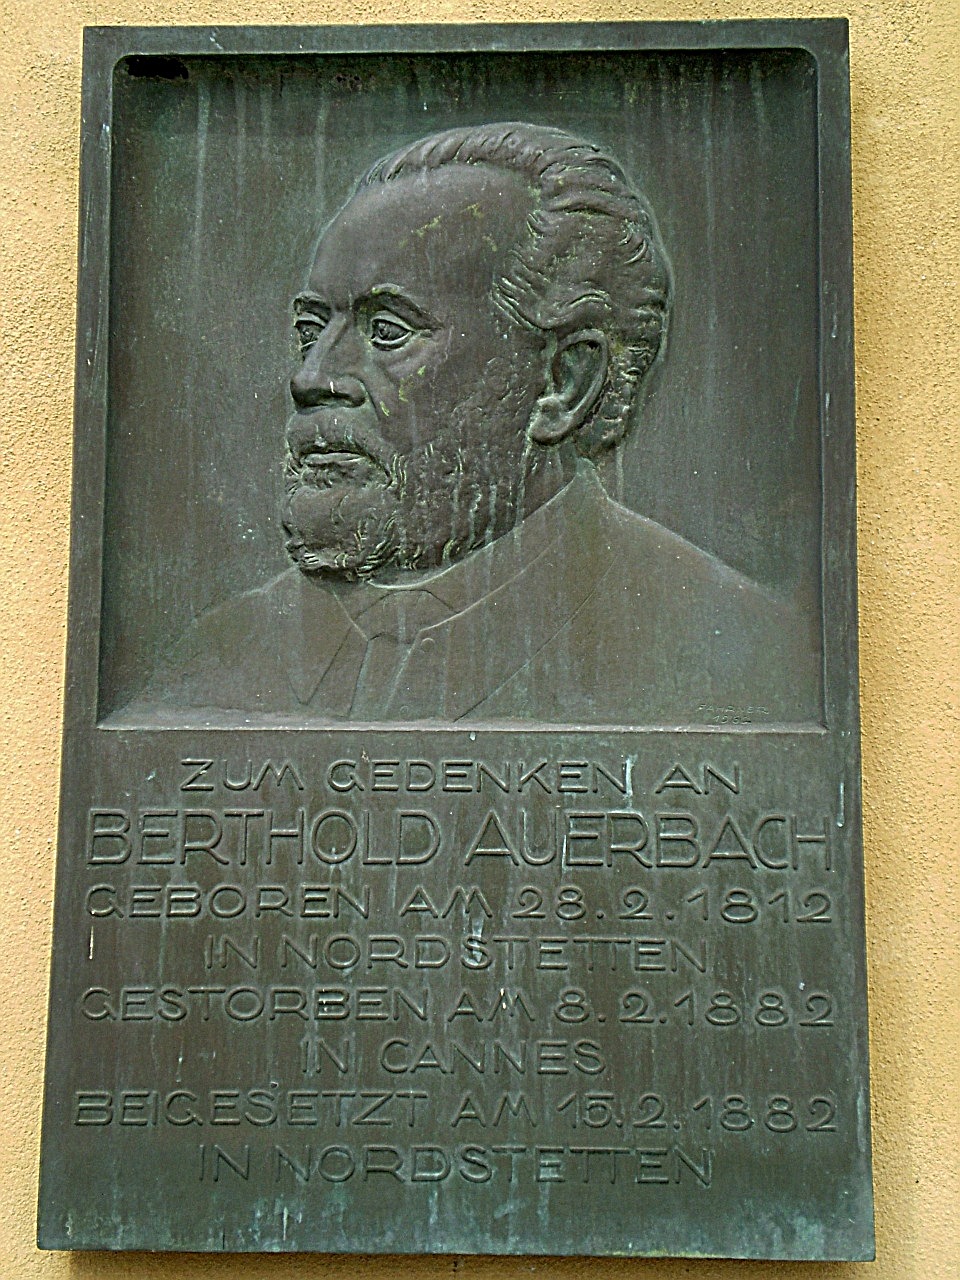 FAHRNER
ZUM GEDENKEN AN
BERTHOLD AUERBACH
GEBOREN AM 28.2.1812
IN NORDSTETTEN
GESTORBEN AM 8.2.1882
IN CANNES
BEIGESETZT AM 15.2.1882
IN NORDSTETTEN